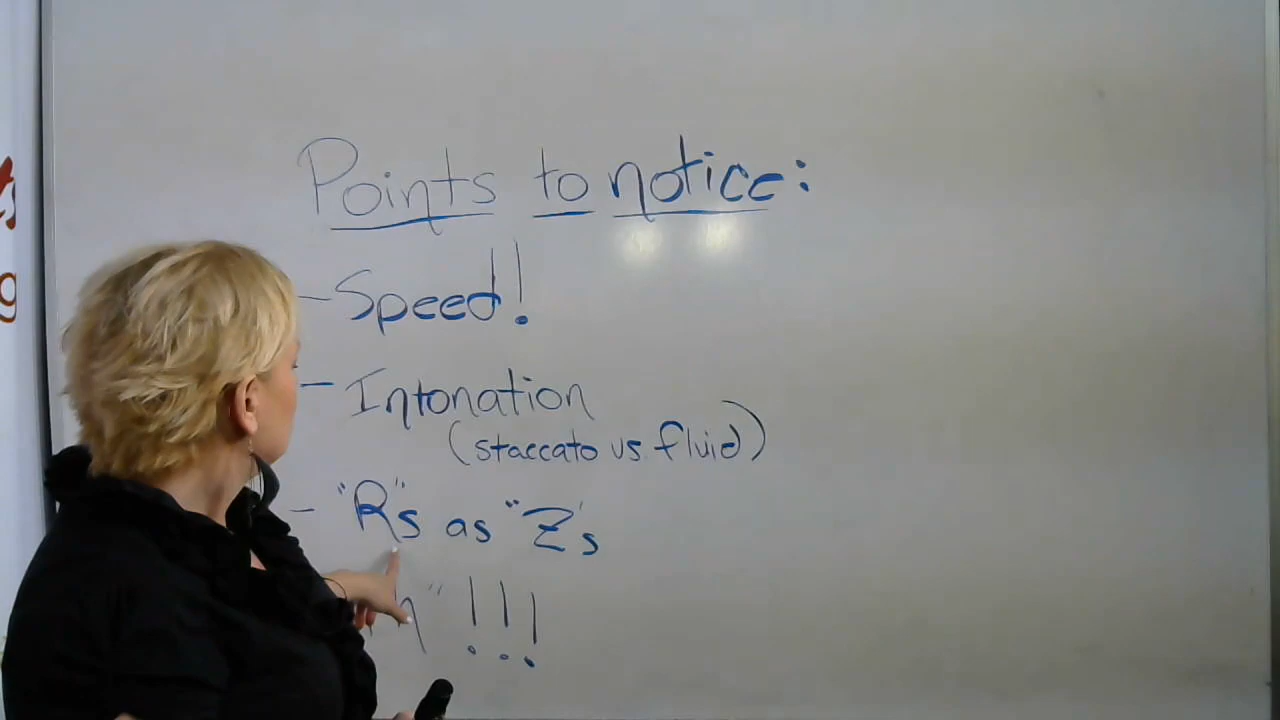 Points to notice:
- Speed!
- Intonation
(staccato vs. fluid)
- "R"s as "Z's
h" !!!